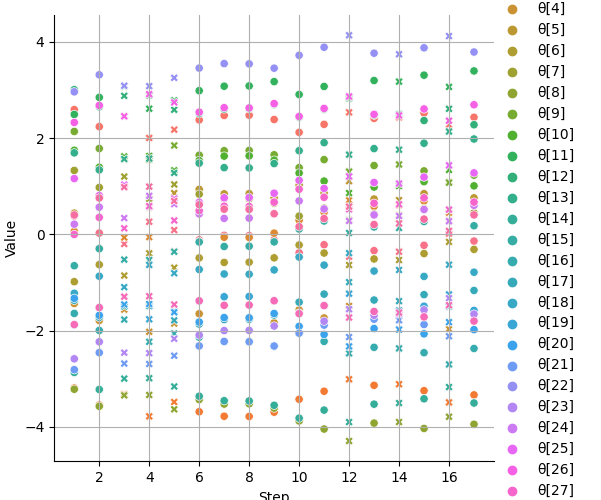 4
2
0
−2
−4
Value
2
4
6
8
10
12
14
16
Step
θ[4]
θ[5]
θ[6]
θ[7]
θ[8]
θ[9]
θ[10]
θ[11]
θ[12]
θ[13]
θ[14]
θ[15]
θ[16]
θ[17]
θ[18]
θ[19]
θ[20]
θ[21]
θ[22]
θ[23]
θ[24]
θ[25]
θ[26]
θ[27]